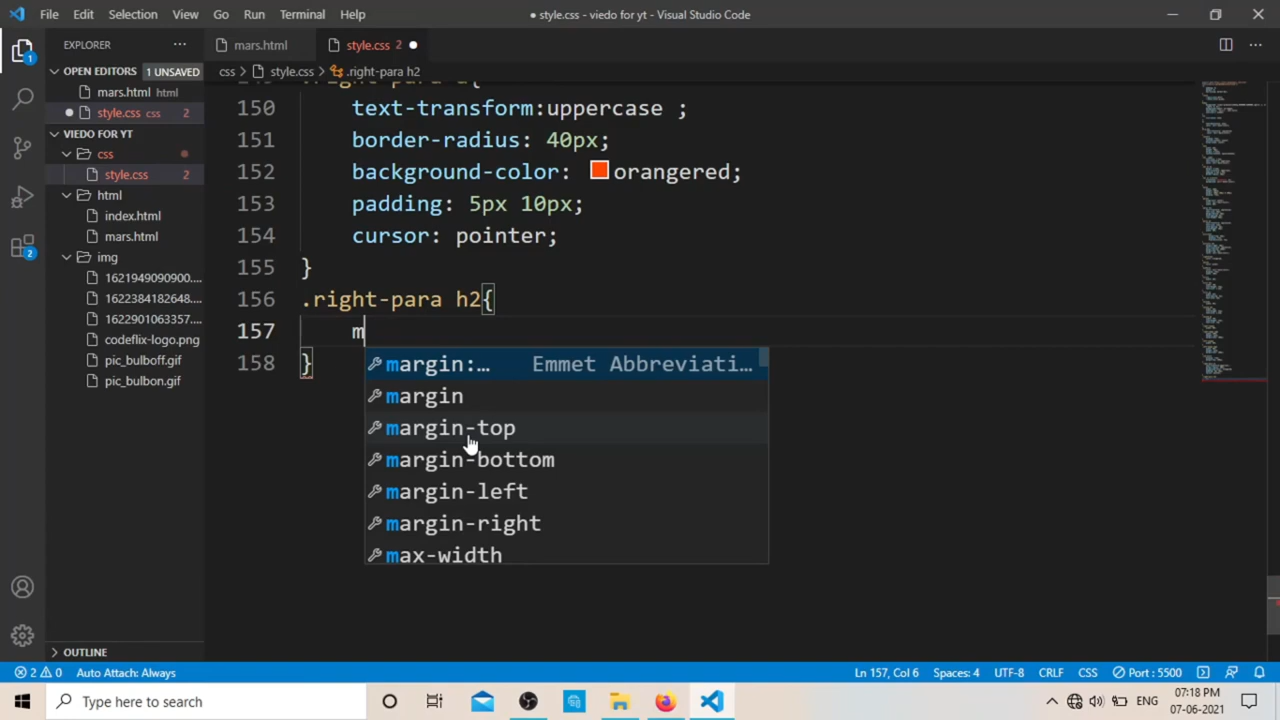 File Edit Selection View Go Run Terminal Help
● style.css - viedo for yt - Visual Studio Code
EXPLORER
mars.html
style.css 2
OPEN EDITORS 1 UNSAVED
css > style.css > .right-para h2
mars.html html
style.css css 2
VIEDO FOR YT
css
style.css 2
html
index.html
mars.html
img
1621949090900....
1622384182648....
1622901063357....
codeflix-logo.png
pic_bulboff.gif
pic_bulbon.gif
OUTLINE
150 text-transform:uppercase ;
151 border-radius: 40px;
152 background-color: orangered;
153 padding: 5px 10px;
154 cursor: pointer;
155 }
156 .right-para h2{
157 m
158 }
margin:… Emmet Abbreviati…
margin
margin-top
margin-bottom
margin-left
margin-right
max-width
2 0 Auto Attach: Always
Ln 157, Col 6 Spaces: 4 UTF-8 CRLF CSS Port : 5500
Type here to search
ENG
07:18 PM
07-06-2021